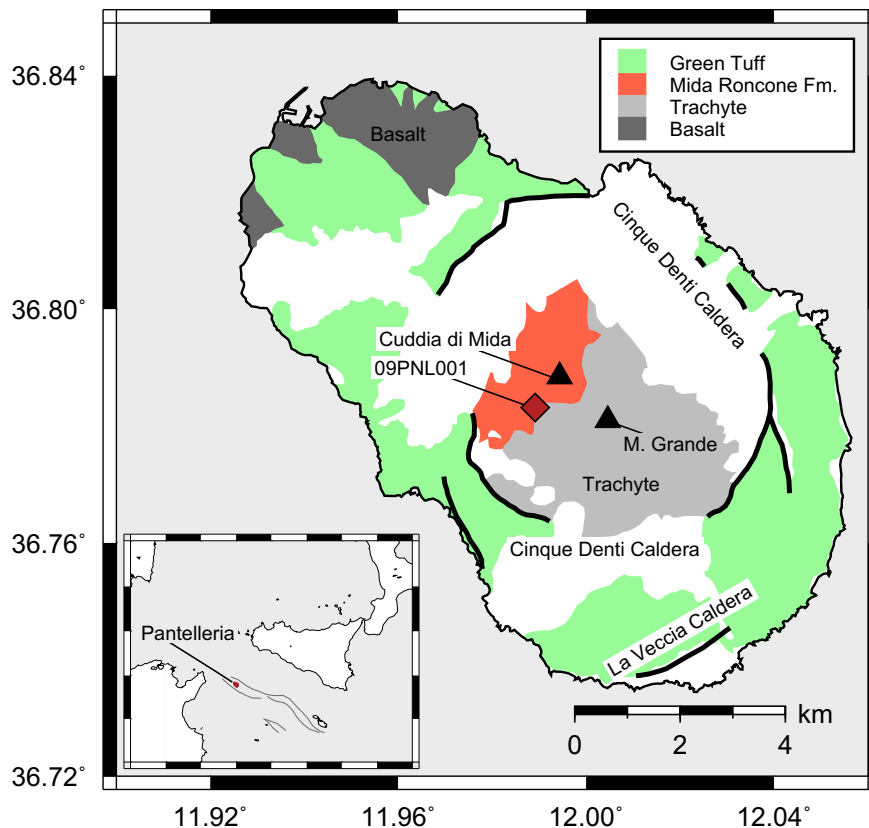 36.84°
36.80°
36.76°
36.72°
11.92°
11.96°
12.00°
12.04°
Green Tuff
Mida Roncone Fm.
Trachyte
Basalt
Basalt
Cinque Denti Caldera
Cuddia di Mida
09PNL001
M. Grande
Trachyte
Cinque Denti Caldera
La Veccia Caldera
Pantelleria
km
0
2
4